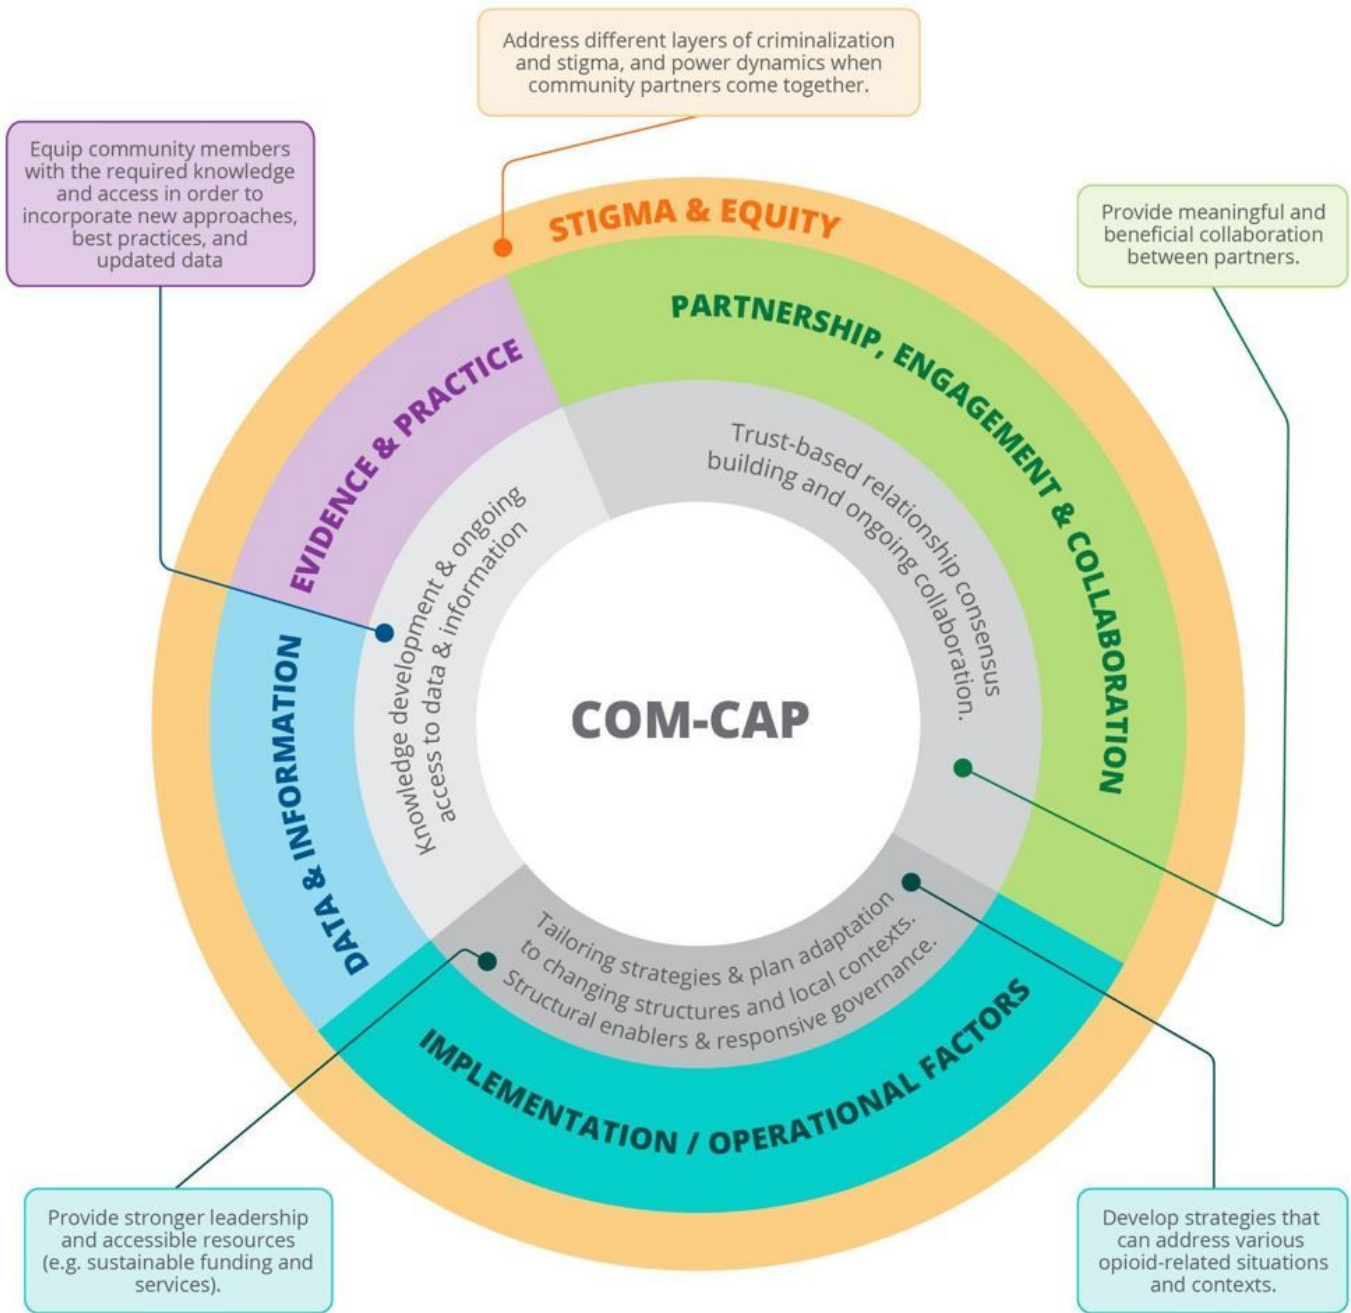 Address different layers of criminalization
and stigma, and power dynamics when
community partners come together.
Equip community members
with the required knowledge
and access in order to
incorporate new approaches,
best practices, and
updated data
Provide meaningful and
beneficial collaboration
between partners.
STIGMA & EQUITY
PARTNERSHIP, ENGAGEMENT & COLLABORATION
EVIDENCE & PRACTICE
DATA & INFORMATION
Trust-based relationship consensus
building and ongoing collaboration.
Knowledge development & ongoing
access to data & information
COM-CAP
Tailoring strategies & plan adaptation
to changing structures and local contexts.
Structural enablers & responsive governance.
IMPLEMENTATION / OPERATIONAL FACTORS
Provide stronger leadership
and accessible resources
(e.g. sustainable funding and
services).
Develop strategies that
can address various
opioid-related situations
and contexts.